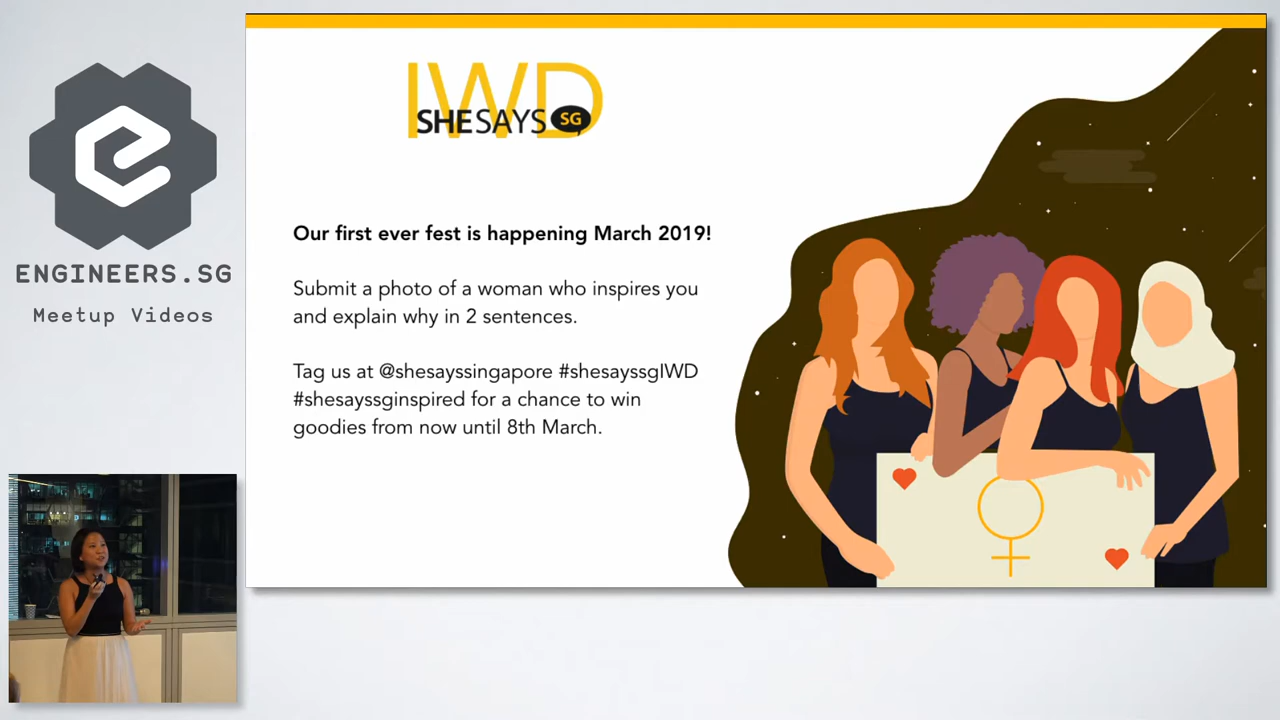 ENGINEERS.SG
Meetup Videos
IWD
SHESAYS SG
Our first ever fest is happening March 2019!
Submit a photo of a woman who inspires you
and explain why in 2 sentences.
Tag us at @shesayssingapore #shesayssgIWD
#shesayssginspired for a chance to win
goodies from now until 8th March.